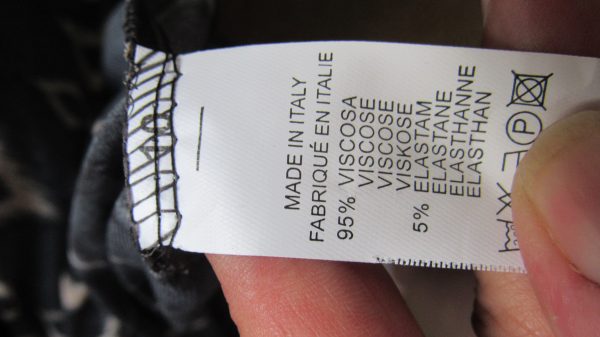 MADE IN ITALY
FABRIQUÉ EN ITALIE
95% VISCOSA
VISCOSE
VISCOSE
VISKOSE
5% ELASTAM
ELASTANE
ELASTHANNE
ELASTHAN
P